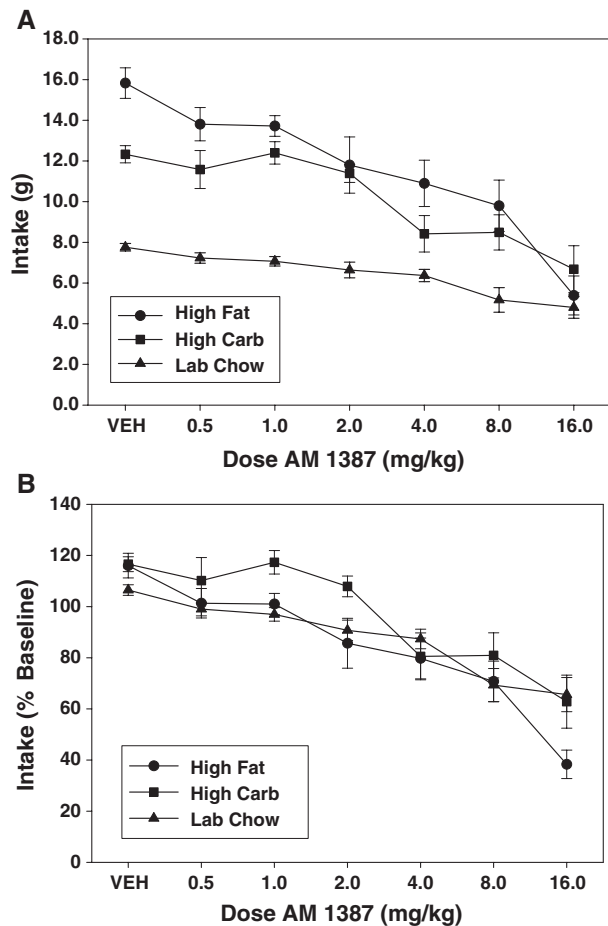 A
18.0
16.0
14.0
12.0
10.0
8.0
6.0
4.0
2.0
0.0
Intake (g)
High Fat
High Carb
Lab Chow
VEH 0.5 1.0 2.0 4.0 8.0 16.0
Dose AM 1387 (mg/kg)
B
140
120
100
80
60
40
20
0
Intake (% Baseline)
High Fat
High Carb
Lab Chow
VEH 0.5 1.0 2.0 4.0 8.0 16.0
Dose AM 1387 (mg/kg)